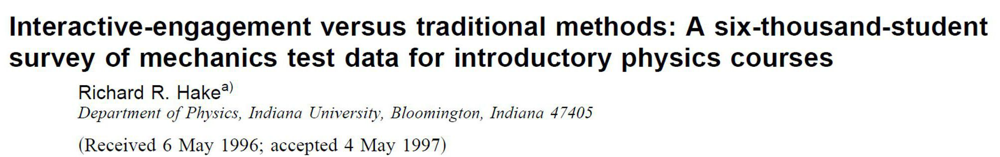 Interactive-engagement versus traditional methods: A six-thousand-student
survey of mechanics test data for introductory physics courses
Richard R. Hakea)
Department of Physics, Indiana University, Bloomington, Indiana 47405
(Received 6 May 1996; accepted 4 May 1997)